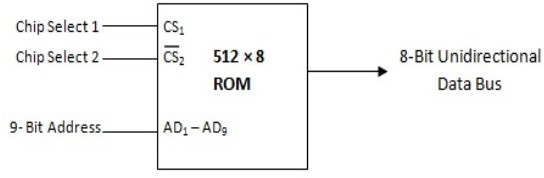 Chip Select 1
CS₁
Chip Select 2
C̅S̅₂
512 × 8
ROM
8-Bit Unidirectional
Data Bus
9- Bit Address
AD₁ – AD₉